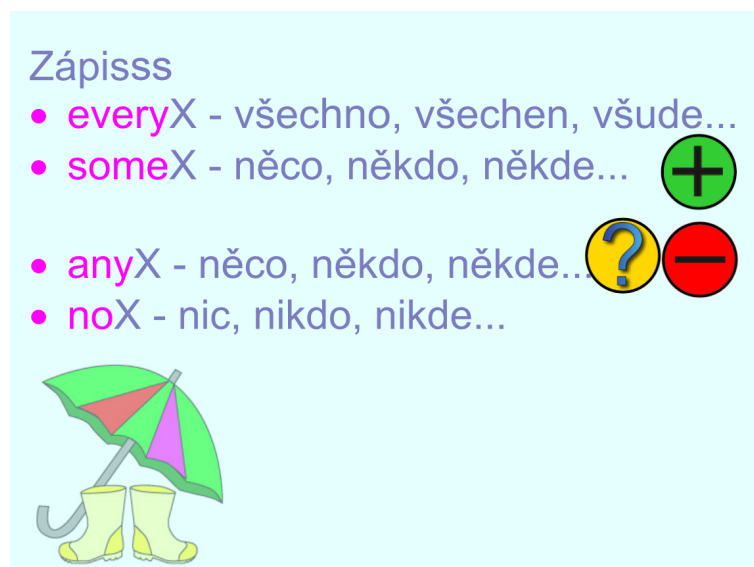 Zápisss
• everyX - všechno, všechen, všude...
• someX - něco, někdo, někde...
+
• anyX - něco, někdo, někde...
? −
• noX - nic, nikdo, nikde...